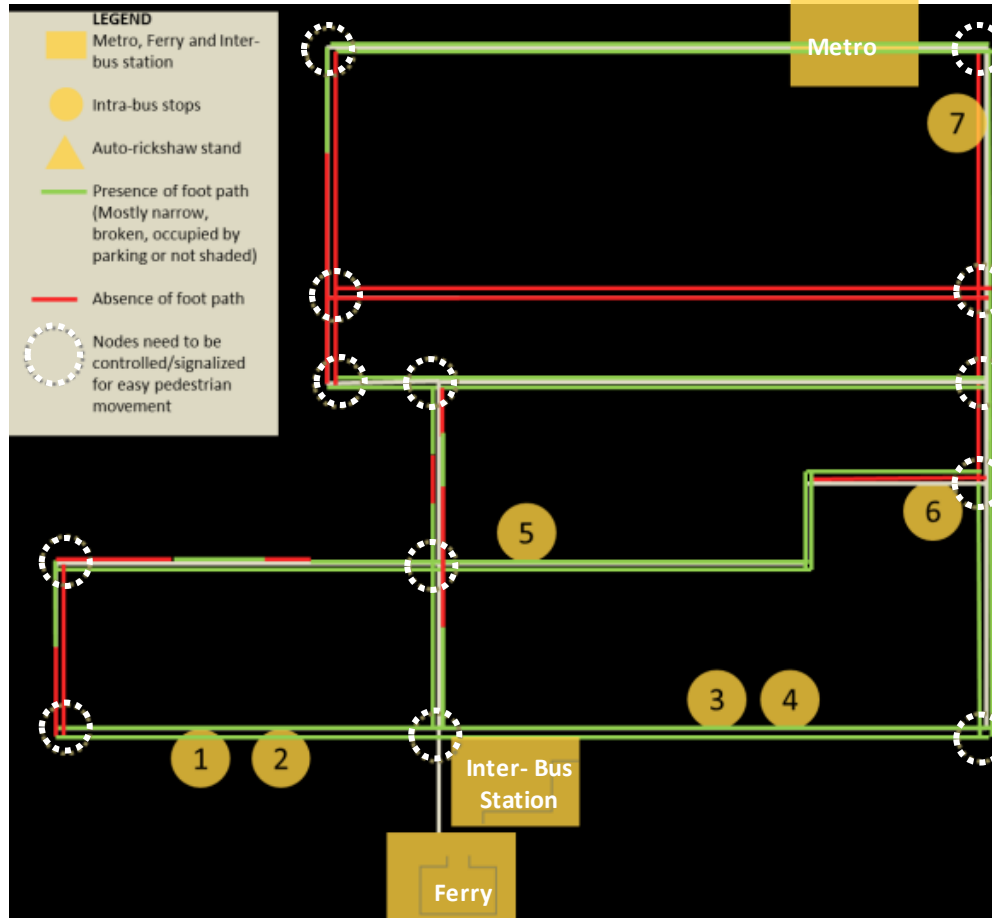 LEGEND
Metro, Ferry and Inter-
bus station
Intra-bus stops
Auto-rickshaw stand
Presence of foot path
(Mostly narrow,
broken, occupied by
parking or not shaded)
Absence of foot path
Nodes need to be
controlled/signalized
for easy pedestrian
movement
Metro
7
6
5
3
4
1
2
Inter- Bus
Station
Ferry